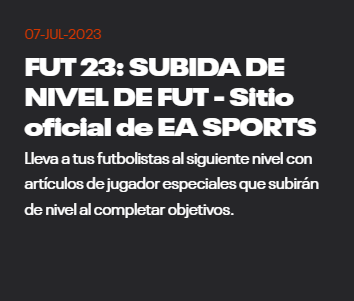 07-JUL-2023
FUT 23: SUBIDA DE
NIVEL DE FUT - Sitio
oficial de EA SPORTS
Lleva a tus futbolistas al siguiente nivel con
artículos de jugador especiales que subirán
de nivel al completar objetivos.